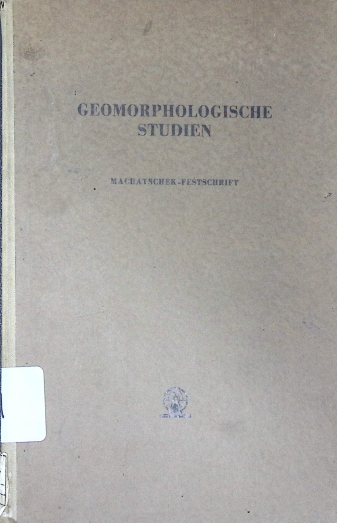 GEOMORPHOLOGISCHE
STUDIEN
MACHATSCHEK-FESTSCHRIFT